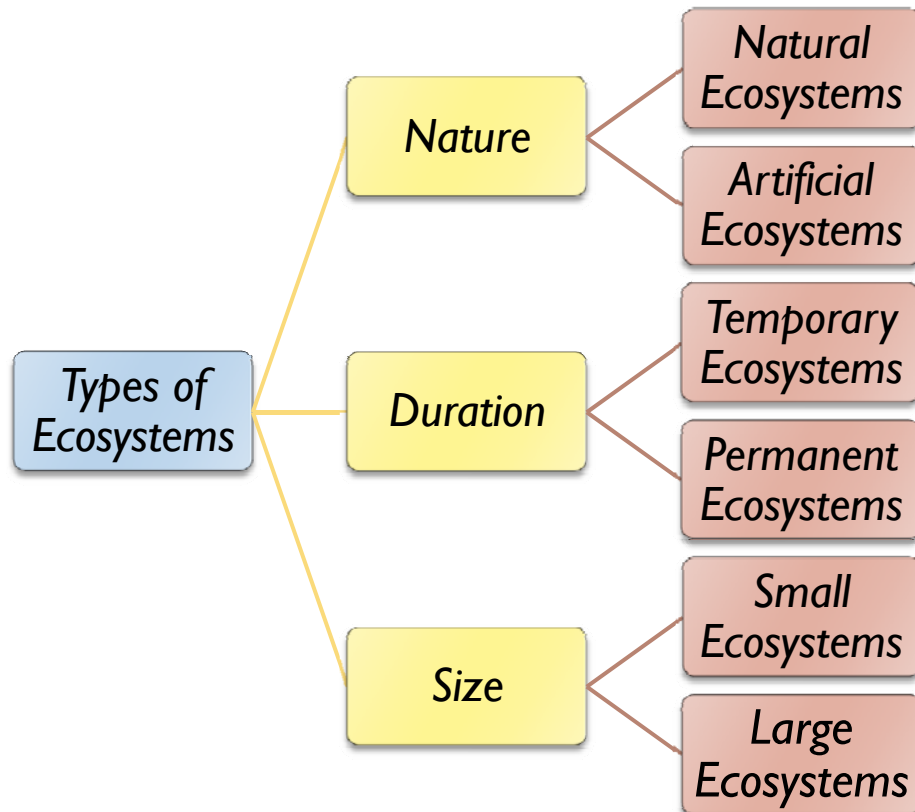 Types of
Ecosystems
Nature
Natural
Ecosystems
Artificial
Ecosystems
Duration
Temporary
Ecosystems
Permanent
Ecosystems
Size
Small
Ecosystems
Large
Ecosystems